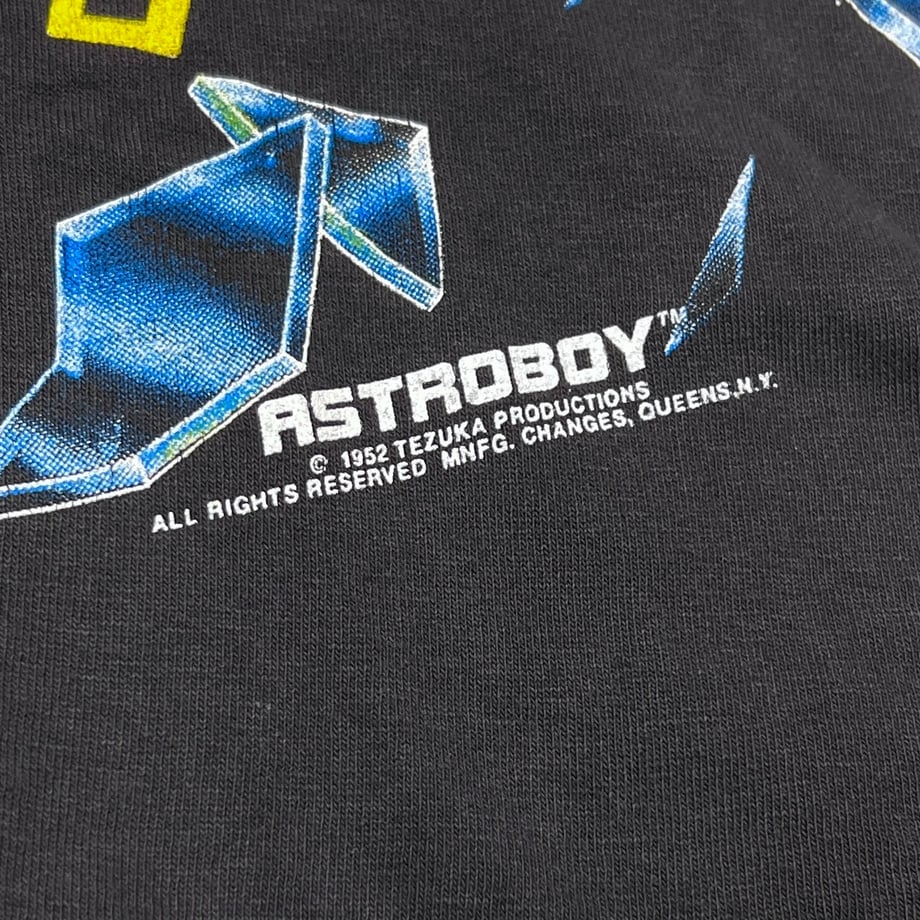 ASTROBOY™
© 1952 TEZUKA PRODUCTIONS
ALL RIGHTS RESERVED MNFG. CHANGES, QUEENS, N.Y.